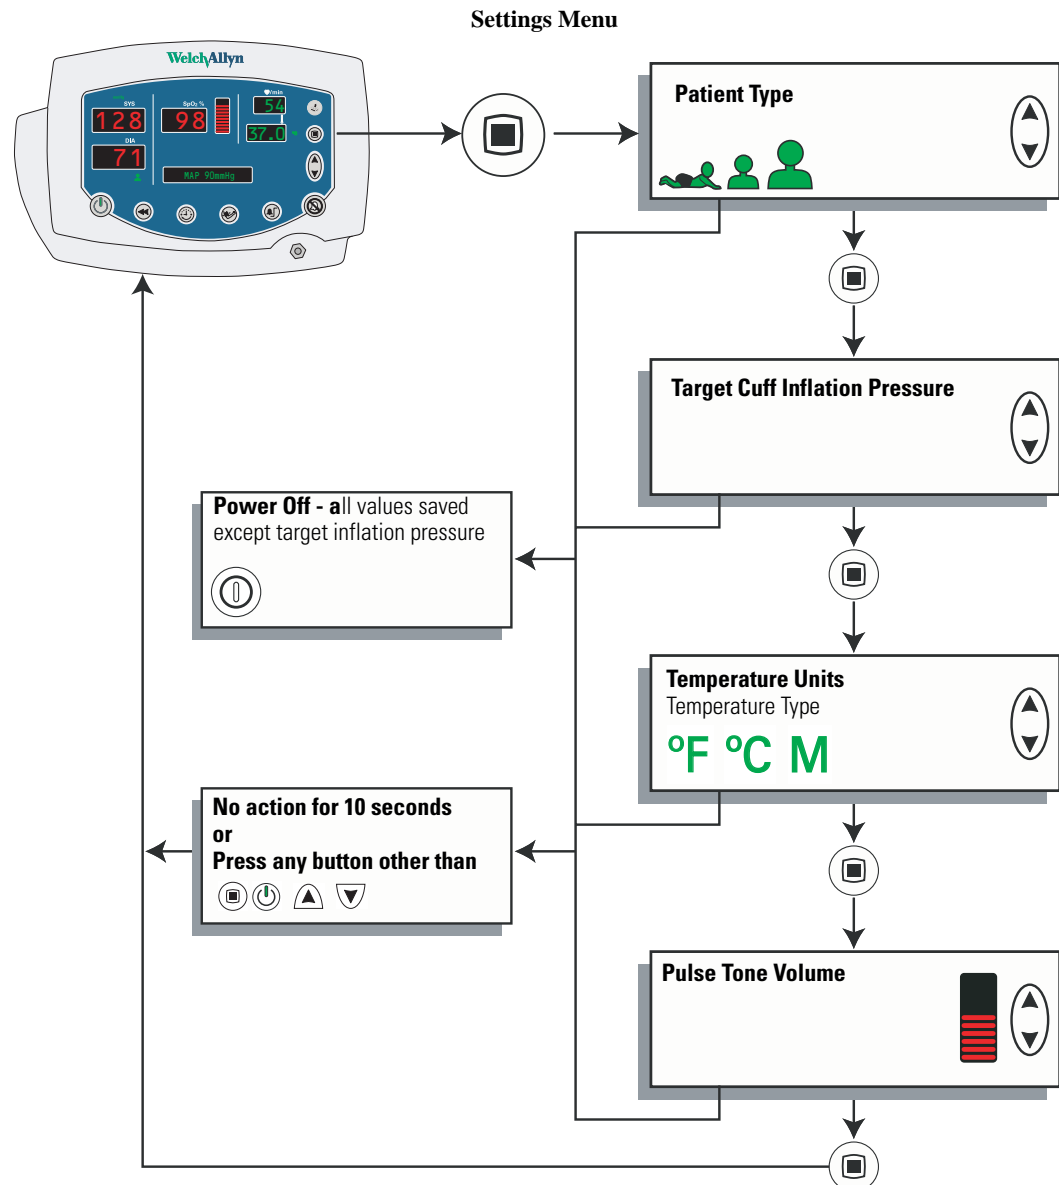 Settings Menu
WelchAllyn
SYS
128
DIA
71
SpO2 %
98
/min
54
37.0
MAP 90mmHg
Patient Type
Target Cuff Inflation Pressure
Power Off - all values saved
except target inflation pressure
Temperature Units
Temperature Type
ºF ºC M
No action for 10 seconds
or
Press any button other than
Pulse Tone Volume